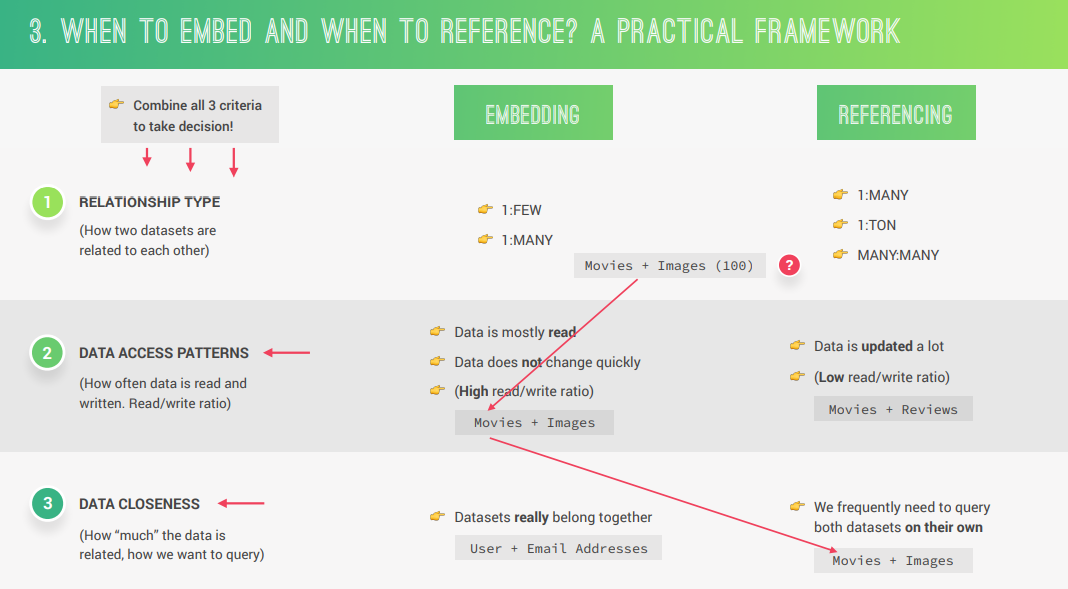 3. WHEN TO EMBED AND WHEN TO REFERENCE? A PRACTICAL FRAMEWORK
Combine all 3 criteria
to take decision!
EMBEDDING
REFERENCING
1
RELATIONSHIP TYPE
(How two datasets are
related to each other)
1:FEW
1:MANY
Movies + Images (100)
?
1:MANY
1:TON
MANY:MANY
2
DATA ACCESS PATTERNS
(How often data is read and
written. Read/write ratio)
Data is mostly read
Data does not change quickly
(High read/write ratio)
Movies + Images
Data is updated a lot
(Low read/write ratio)
Movies + Reviews
3
DATA CLOSENESS
(How “much” the data is
related, how we want to query)
Datasets really belong together
User + Email Addresses
We frequently need to query
both datasets on their own
Movies + Images